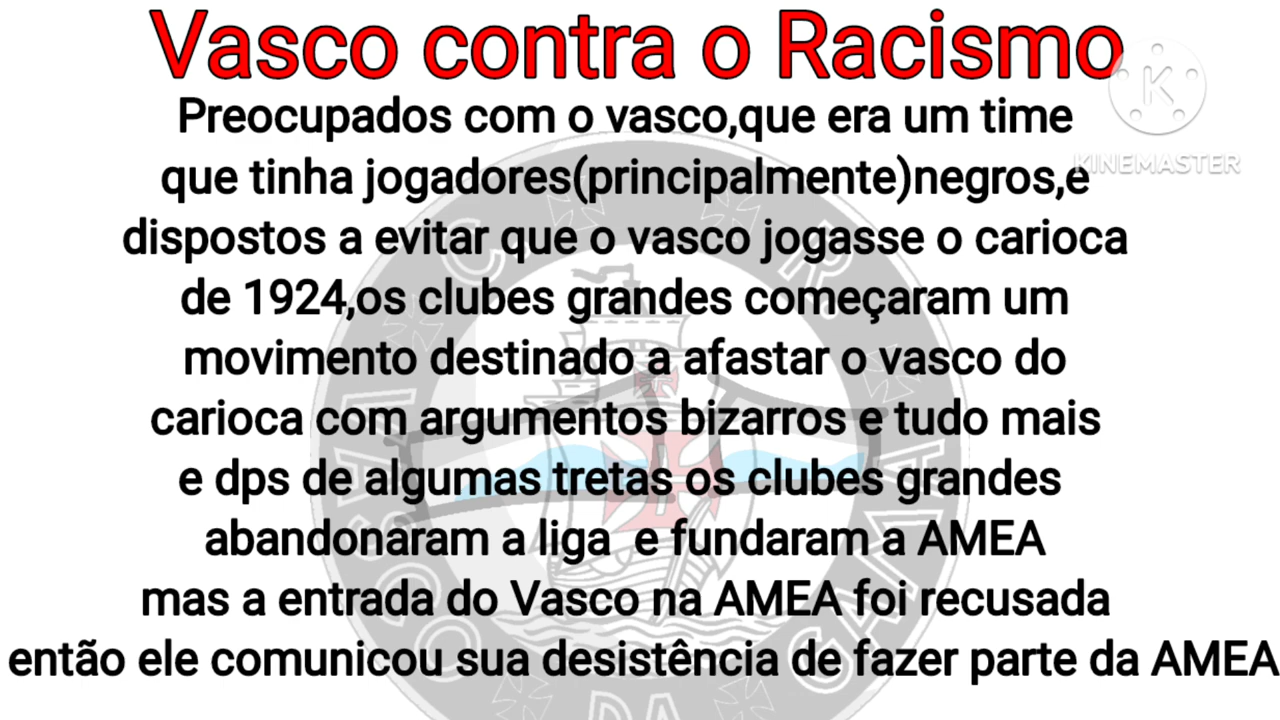 Vasco contra o Racismo
K
KINEMASTER
Preocupados com o vasco,que era um time
que tinha jogadores(principalmente)negros,e
dispostos a evitar que o vasco jogasse o carioca
de 1924,os clubes grandes começaram um
movimento destinado a afastar o vasco do
carioca com argumentos bizarros e tudo mais
e dps de algumas tretas os clubes grandes
abandonaram a liga  e fundaram a AMEA
mas a entrada do Vasco na AMEA foi recusada
então ele comunicou sua desistência de fazer parte da AMEA
C. R. VASCO DA GAMA